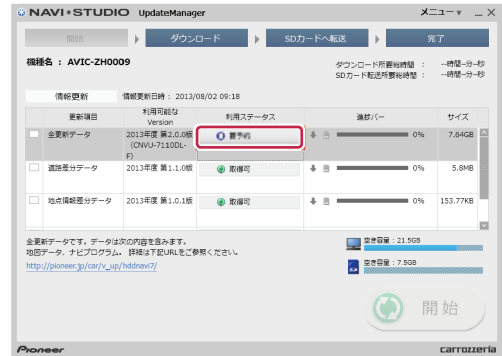 NAVI*STUDIO UpdateManager
メニュー ▼ _ X
開始
ダウンロード
SDカードへ転送
完了
機種名 : AVIC-ZH0009
ダウンロード所要総時間 : --時間--分--秒
SDカード転送所要総時間 : --時間--分--秒
情報更新
情報更新日時 : 2013/08/02 09:18
更新項目
利用可能な
Version
利用ステータス
進捗バー
サイズ
全更新データ
2013年度 第2.0.0版
(CNVU-7110DL-
F)
要予約
0%
7.64GB
道路差分データ
2013年度 第1.1.0版
取得可
0%
5.8MB
地点情報差分データ
2013年度 第1.0.1版
取得可
0%
153.77KB
全更新データです。データは次の内容を含みます。
地図データ、ナビプログラム。 詳細は下記URLをご参照ください。
http://pioneer.jp/car/v_up/hddnavi7/
空き容量 : 21.5GB
空き容量 : 7.5GB
開始
Pioneer
carrozzeria